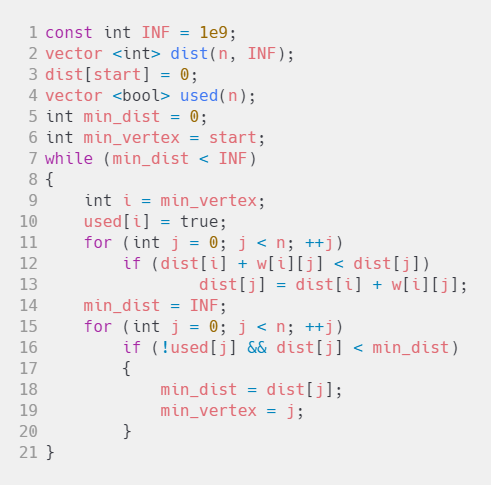 1 const int INF = 1e9;
2 vector <int> dist(n, INF);
3 dist[start] = 0;
4 vector <bool> used(n);
5 int min_dist = 0;
6 int min_vertex = start;
7 while (min_dist < INF)
8 {
9     int i = min_vertex;
10     used[i] = true;
11     for (int j = 0; j < n; ++j)
12         if (dist[i] + w[i][j] < dist[j])
13                 dist[j] = dist[i] + w[i][j];
14     min_dist = INF;
15     for (int j = 0; j < n; ++j)
16         if (!used[j] && dist[j] < min_dist)
17         {
18             min_dist = dist[j];
19             min_vertex = j;
20         }
21 }